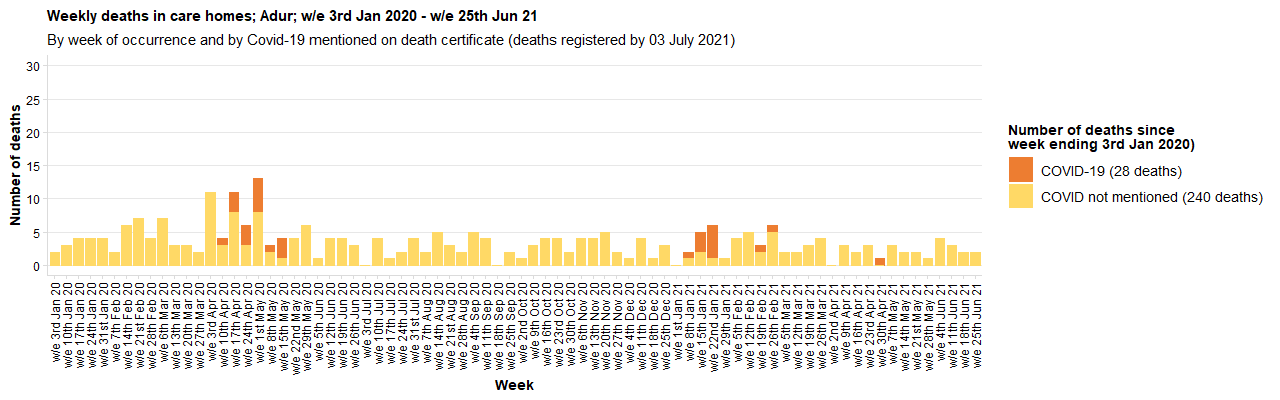 Weekly deaths in care homes; Adur; w/e 3rd Jan 2020 - w/e 25th Jun 21
By week of occurrence and by Covid-19 mentioned on death certificate (deaths registered by 03 July 2021)
Number of deaths
30
25
20
15
10
5
0
w/e 3rd Jan 20
w/e 10th Jan 20
w/e 17th Jan 20
w/e 24th Jan 20
w/e 31st Jan 20
w/e 7th Feb 20
w/e 14th Feb 20
w/e 21st Feb 20
w/e 28th Feb 20
w/e 6th Mar 20
w/e 13th Mar 20
w/e 20th Mar 20
w/e 27th Mar 20
w/e 3rd Apr 20
w/e 10th Apr 20
w/e 17th Apr 20
w/e 24th Apr 20
w/e 1st May 20
w/e 8th May 20
w/e 15th May 20
w/e 22nd May 20
w/e 29th May 20
w/e 5th Jun 20
w/e 12th Jun 20
w/e 19th Jun 20
w/e 26th Jun 20
w/e 3rd Jul 20
w/e 10th Jul 20
w/e 17th Jul 20
w/e 24th Jul 20
w/e 31st Jul 20
w/e 7th Aug 20
w/e 14th Aug 20
w/e 21st Aug 20
w/e 28th Aug 20
w/e 4th Sep 20
w/e 11th Sep 20
w/e 18th Sep 20
w/e 25th Sep 20
w/e 2nd Oct 20
w/e 9th Oct 20
w/e 16th Oct 20
w/e 23rd Oct 20
w/e 30th Oct 20
w/e 6th Nov 20
w/e 13th Nov 20
w/e 20th Nov 20
w/e 27th Nov 20
w/e 4th Dec 20
w/e 11th Dec 20
w/e 18th Dec 20
w/e 25th Dec 20
w/e 1st Jan 21
w/e 8th Jan 21
w/e 15th Jan 21
w/e 22nd Jan 21
w/e 29th Jan 21
w/e 5th Feb 21
w/e 12th Feb 21
w/e 19th Feb 21
w/e 26th Feb 21
w/e 5th Mar 21
w/e 12th Mar 21
w/e 19th Mar 21
w/e 26th Mar 21
w/e 2nd Apr 21
w/e 9th Apr 21
w/e 16th Apr 21
w/e 23rd Apr 21
w/e 30th Apr 21
w/e 7th May 21
w/e 14th May 21
w/e 21st May 21
w/e 28th May 21
w/e 4th Jun 21
w/e 11th Jun 21
w/e 18th Jun 21
w/e 25th Jun 21
Week
Number of deaths since
week ending 3rd Jan 2020)
COVID-19 (28 deaths)
COVID not mentioned (240 deaths)